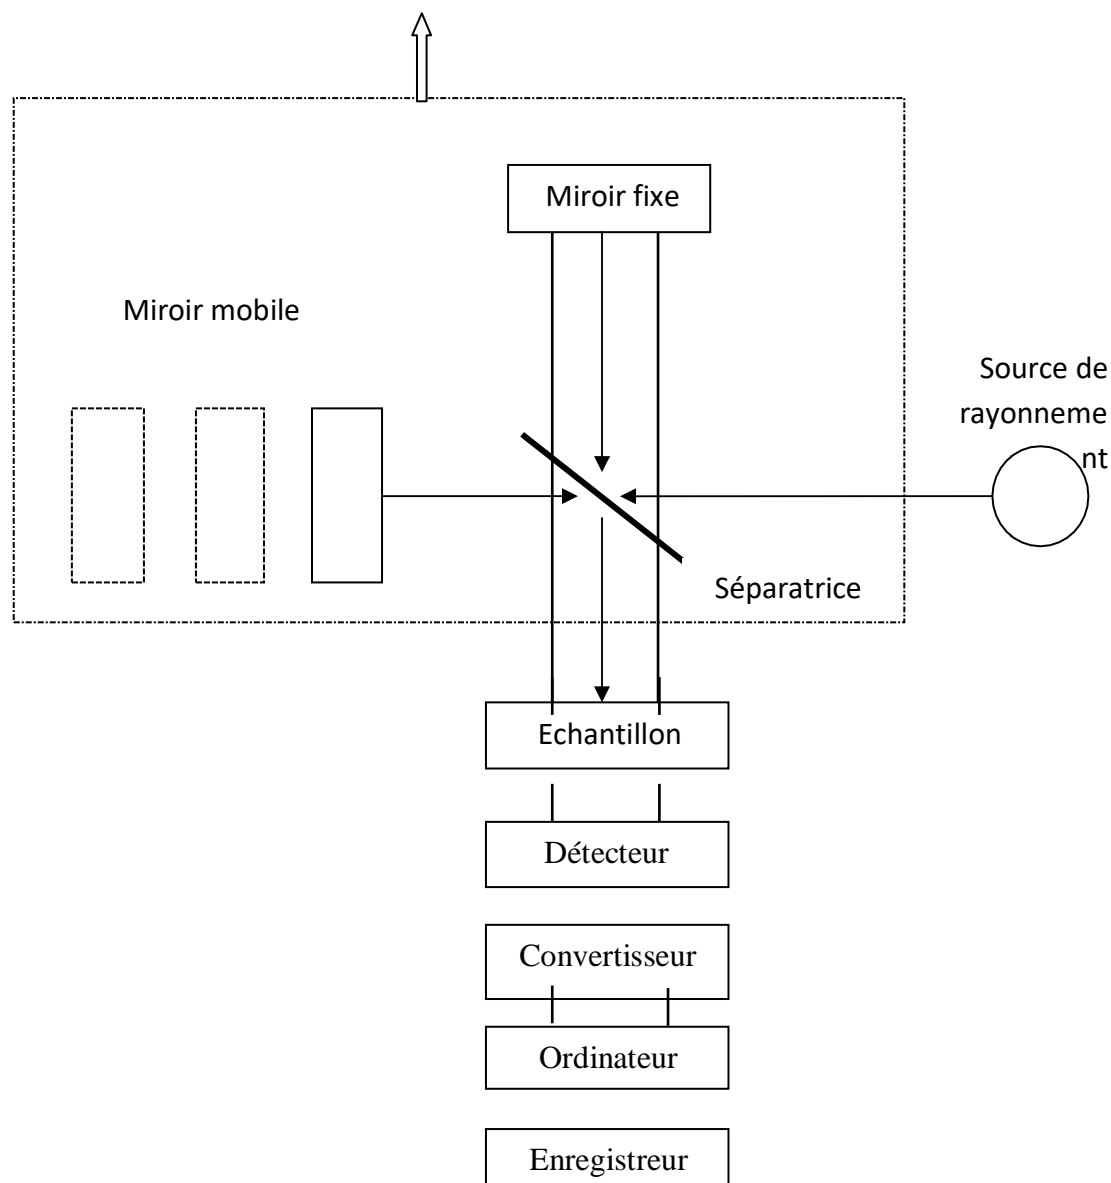 Miroir fixe
Miroir mobile
Source de
rayonneme
nt
Séparatrice
Echantillon
Détecteur
Convertisseur
Ordinateur
Enregistreur